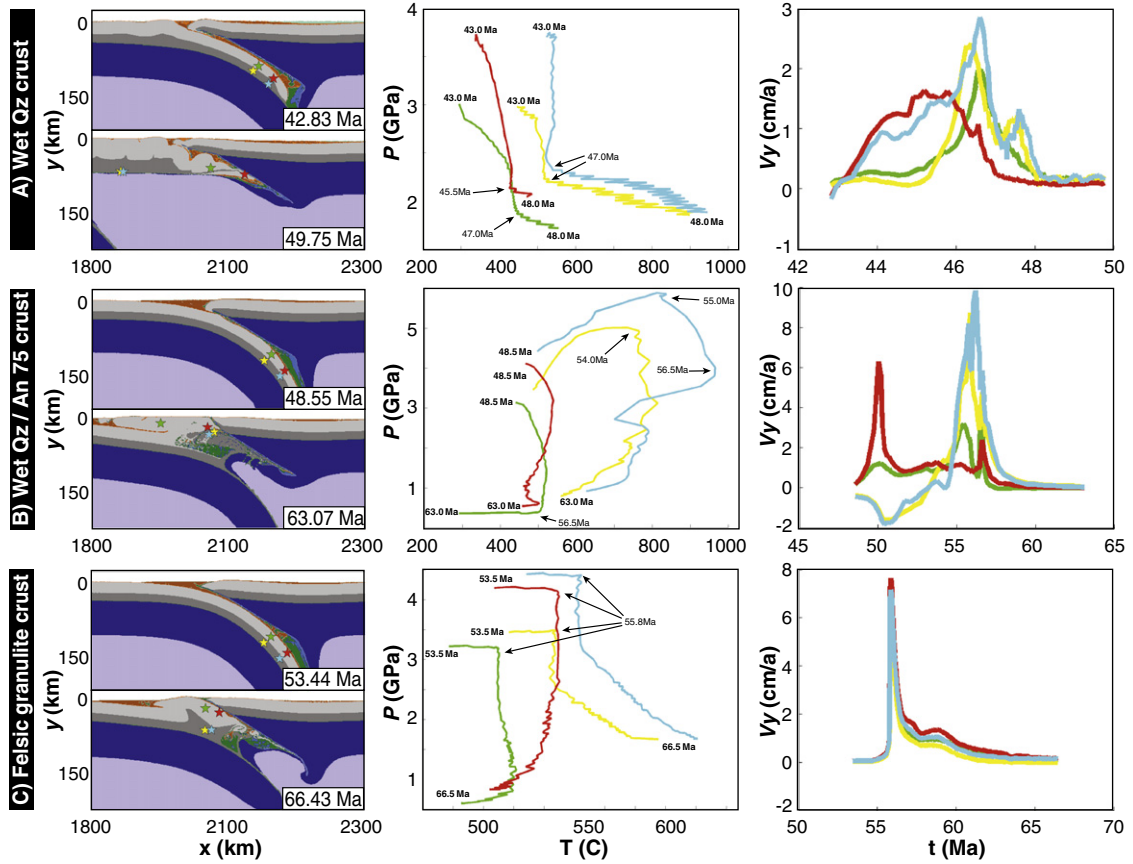 A) Wet Qz crust
y (km)
0
150
42.83 Ma
0
150
49.75 Ma
1800
2100
2300
P (GPa)
4
3
2
43.0 Ma
43.0 Ma
43.0 Ma
43.0 Ma
47.0Ma
45.5Ma
48.0 Ma
47.0Ma
48.0 Ma
48.0 Ma
200
400
600
800
1000
Vy (cm/a)
3
2
1
0
-1
42
44
46
48
50
B) Wet Qz / An 75 crust
y (km)
0
150
48.55 Ma
0
150
63.07 Ma
1800
2100
2300
P (GPa)
5
3
1
48.5 Ma
48.5 Ma
48.5 Ma
55.0Ma
54.0Ma
56.5Ma
63.0 Ma
63.0 Ma
63.0 Ma
56.5Ma
200
400
600
800
1000
Vy (cm/a)
10
8
6
4
2
0
-2
45
50
55
60
65
C) Felsic granulite crust
y (km)
0
150
53.44 Ma
0
150
66.43 Ma
1800
2100
2300
x (km)
P (GPa)
4
3
2
1
53.5 Ma
53.5 Ma
53.5 Ma
55.8Ma
66.5 Ma
66.5 Ma
500
600
600
T (C)
Vy (cm/a)
8
6
4
2
0
-2
50
55
60
65
70
t (Ma)